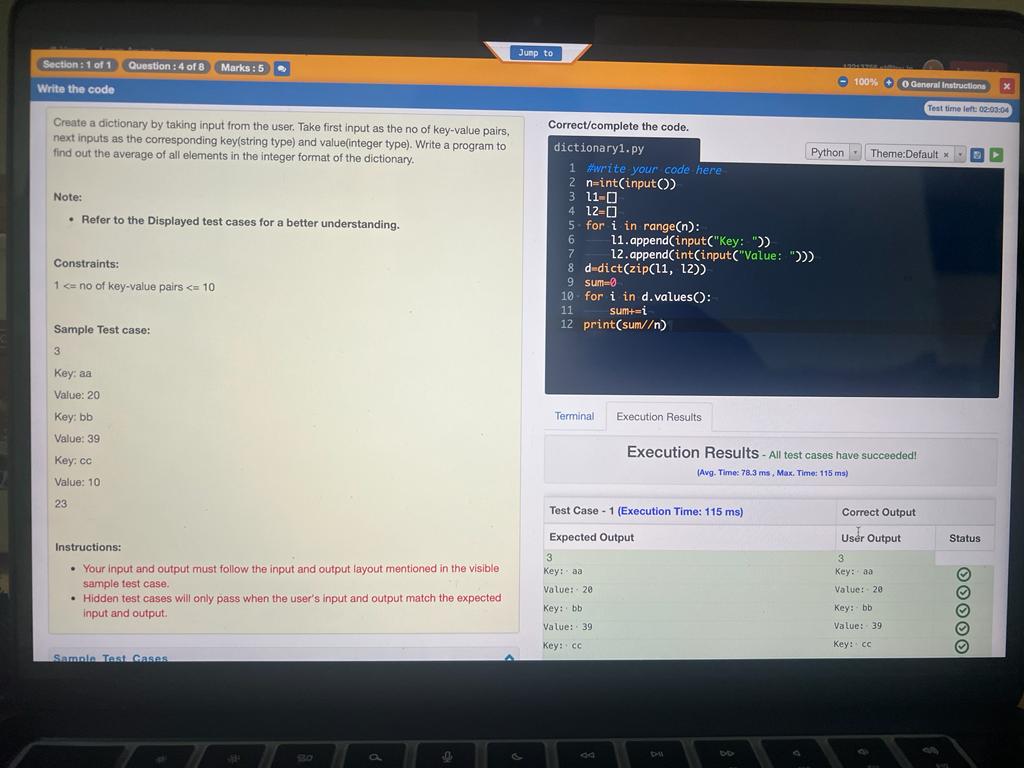 Jump to
Section : 1 of 1 Question : 4 of 8 Marks : 5
100% General Instructions ×
Write the code
Test time left: 02:03:04
Create a dictionary by taking input from the user. Take first input as the no of key-value pairs,
next inputs as the corresponding key(string type) and value(integer type). Write a program to
find out the average of all elements in the integer format of the dictionary.
Note:
• Refer to the Displayed test cases for a better understanding.
Constraints:
1 <= no of key-value pairs <= 10
Sample Test case:
3
Key: aa
Value: 20
Key: bb
Value: 39
Key: cc
Value: 10
23
Instructions:
• Your input and output must follow the input and output layout mentioned in the visible
sample test case.
• Hidden test cases will only pass when the user's input and output match the expected
input and output.
Sample Test Cases
Correct/complete the code.
dictionary1.py
Python Theme:Default ×
1 #write your code here
2 n=int(input())
3 l1=[]
4 l2=[]
5 for i in range(n):
6 l1.append(input("Key: "))
7 l2.append(int(input("Value: ")))
8 d=dict(zip(l1, l2))
9 sum=0
10 for i in d.values():
11 sum+=i
12 print(sum//n)
Terminal Execution Results
Execution Results - All test cases have succeeded!
(Avg. Time: 78.3 ms , Max. Time: 115 ms)
Test Case - 1 (Execution Time: 115 ms) Correct Output
Expected Output User Output Status
3 3
Key: aa Key: aa
Value: 20 Value: 20
Key: bb Key: bb
Value: 39 Value: 39
Key: cc Key: cc